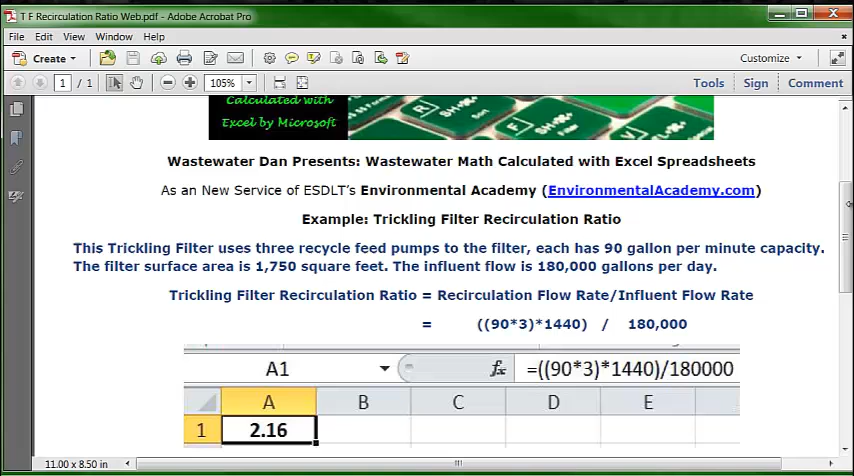 T F Recirculation Ratio Web.pdf - Adobe Acrobat Pro
File Edit View Window Help
Create Customize
1 / 1 105% Tools Sign Comment
Calculated with
Excel by Microsoft
R SH
F SH
V
Wastewater Dan Presents: Wastewater Math Calculated with Excel Spreadsheets
As an New Service of ESDLT's Environmental Academy (EnvironmentalAcademy.com)
Example: Trickling Filter Recirculation Ratio
This Trickling Filter uses three recycle feed pumps to the filter, each has 90 gallon per minute capacity.
The filter surface area is 1,750 square feet. The influent flow is 180,000 gallons per day.
Trickling Filter Recirculation Ratio = Recirculation Flow Rate/Influent Flow Rate
= ((90*3)*1440) / 180,000
A1 fx =((90*3)*1440)/180000
A B C D E
1 2.16
11.00 x 8.50 in